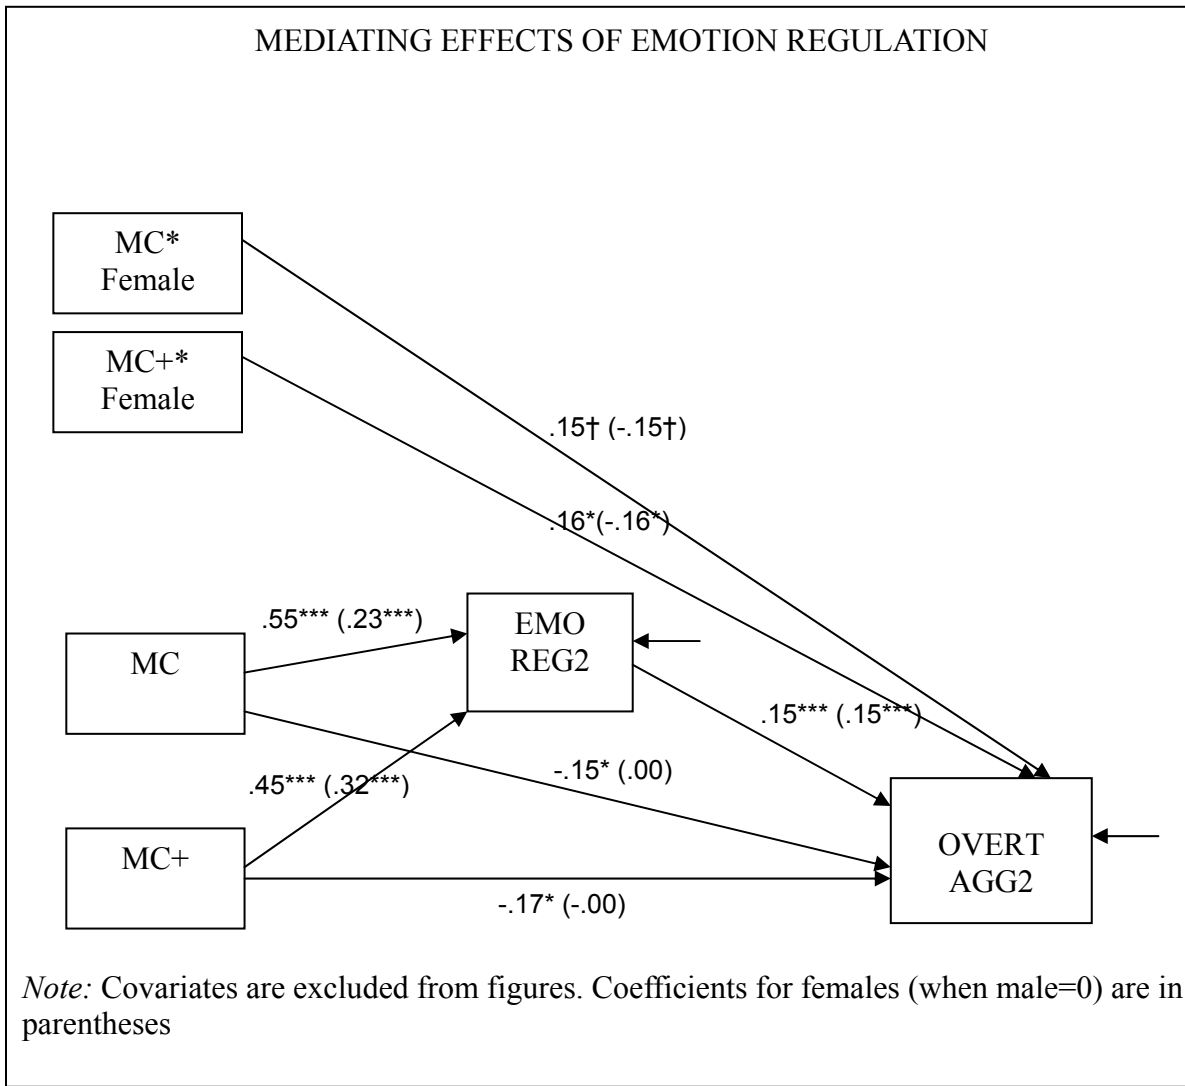 MEDIATING EFFECTS OF EMOTION REGULATION
MC*
Female
MC+*
Female
.15† (-.15†)
.16*(-.16*)
.55*** (.23***)
EMO
REG2
MC
.15*** (.15***)
-.15* (.00)
.45*** (.32***)
MC+
OVERT
AGG2
-.17* (-.00)
Note: Covariates are excluded from figures. Coefficients for females (when male=0) are in
parentheses